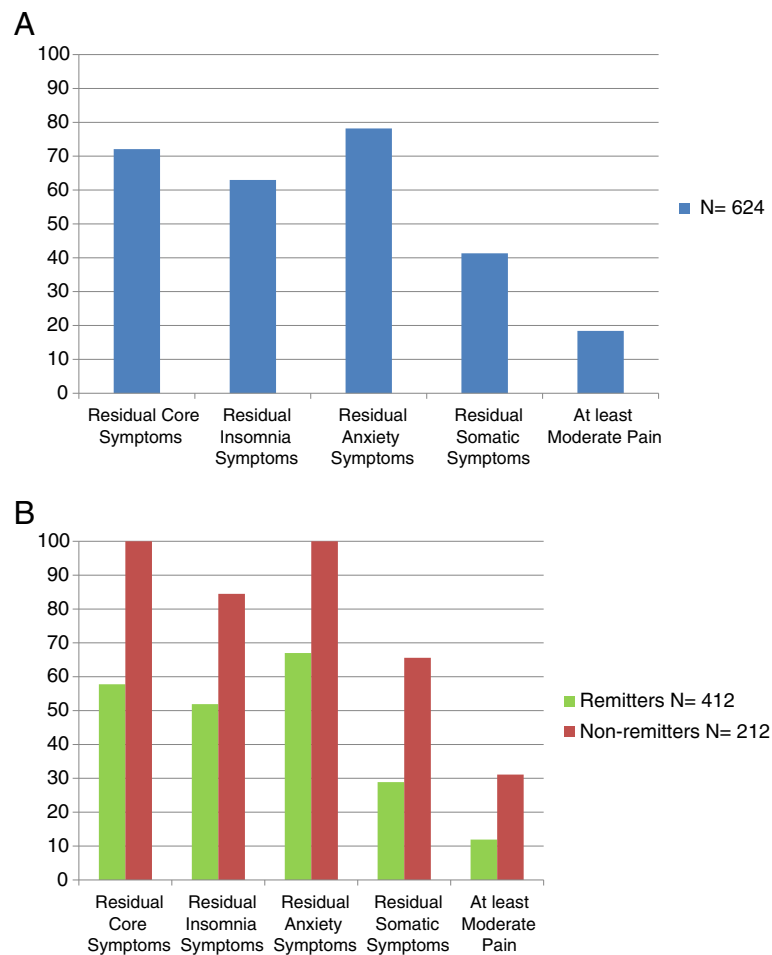 A
100
90
80
70
60
50
40
30
20
10
0
Residual Core Symptoms
Residual Insomnia Symptoms
Residual Anxiety Symptoms
Residual Somatic Symptoms
At least Moderate Pain
N= 624
B
100
90
80
70
60
50
40
30
20
10
0
Residual Core Symptoms
Residual Insomnia Symptoms
Residual Anxiety Symptoms
Residual Somatic Symptoms
At least Moderate Pain
Remitters N= 412
Non-remitters N= 212